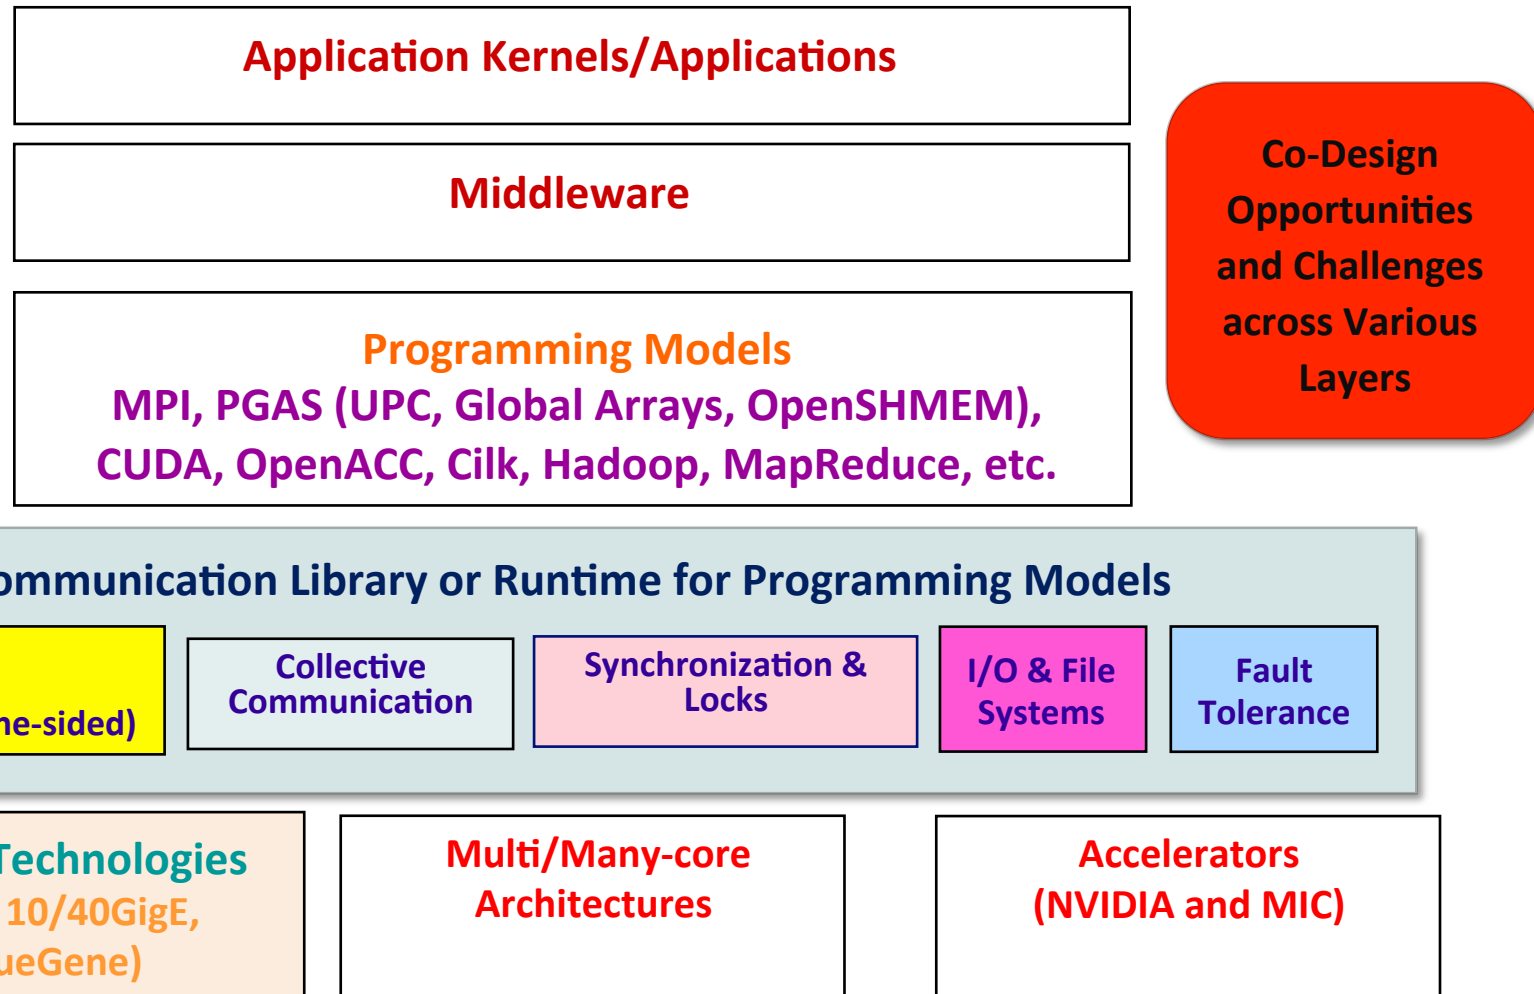 Application Kernels/Applications
Middleware
Co-Design
Opportunities
and Challenges
across Various
Layers
Programming Models
MPI, PGAS (UPC, Global Arrays, OpenSHMEM),
CUDA, OpenACC, Cilk, Hadoop, MapReduce, etc.
Library or Runtime for Programming Models
Collective
Communication
Synchronization &
Locks
I/O & File
Systems
Fault
Tolerance
Technologies
10/40GigE,
Multi/Many-core
Architectures
Accelerators
(NVIDIA and MIC)